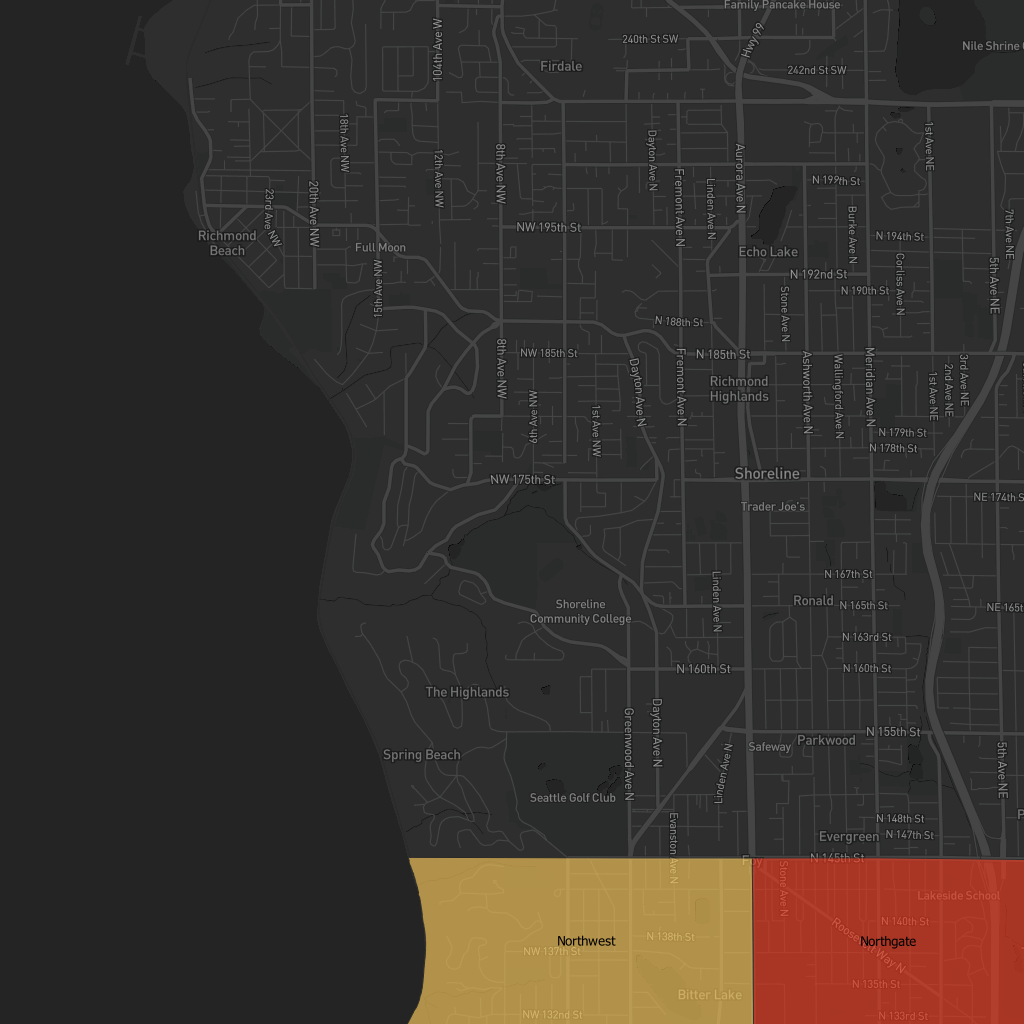 Family Pancake House
104th Ave W
240th St SW
Hwy 99
Nile Shrine
Firdale
242nd St SW
18th Ave NW
12th Ave NW
8th Ave NW
Dayton Ave N
Aurora Ave N
1st Ave NE
Fremont Ave N
Linden Ave N
N 199th St
20th Ave NW
23rd Ave NW
Burke Ave N
7th Ave NE
Richmond
Beach
NW 195th St
N 194th St
Full Moon
Echo Lake
15th Ave NW
Corliss Ave N
5th Ave NE
N 192nd St
Stone Ave N
N 190th St
N 188th St
8th Ave NW
NW 185th St
N 185th St
Dayton Ave N
Fremont Ave N
Ashworth Ave N
Wallingford Ave N
Meridian Ave N
1st Ave NE
2nd Ave NE
3rd Ave NE
Richmond
Highlands
6th Ave NW
1st Ave NW
N 179th St
N 178th St
NW 175th St
Shoreline
NE 174th S
Trader Joe's
Linden Ave N
N 167th St
Shoreline
Community College
Ronald
N 165th St
NE 165t
N 163rd St
N 160th St
N 160th St
The Highlands
Greenwood Ave N
Dayton Ave N
N 155th St
Parkwood
Safeway
Spring Beach
Linden Ave N
5th Ave NE
Seattle Golf Club
Evanston Ave N
N 148th St
N 147th St
Evergreen
P
N 145th St
Foy
Stone Ave N
Lakeside School
N 140th St
Roosevelt Way N
N 138th St
Northwest
Northgate
NW 137th St
N 135th St
Bitter Lake
NW 132nd St
N 133rd St